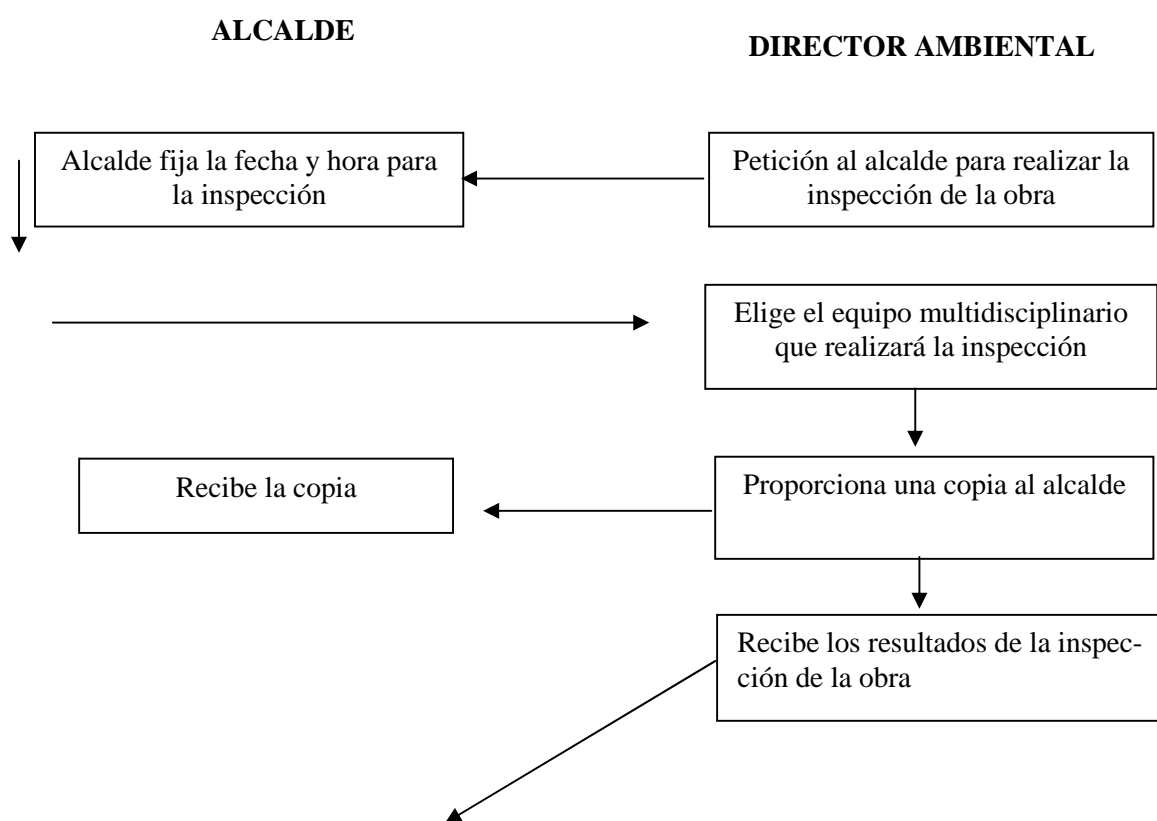 ALCALDE
DIRECTOR AMBIENTAL
Alcalde fija la fecha y hora para
la inspección
Petición al alcalde para realizar la
inspección de la obra
Elige el equipo multidisciplinario
que realizará la inspección
Recibe la copia
Proporciona una copia al alcalde
Recibe los resultados de la inspec-
ción de la obra